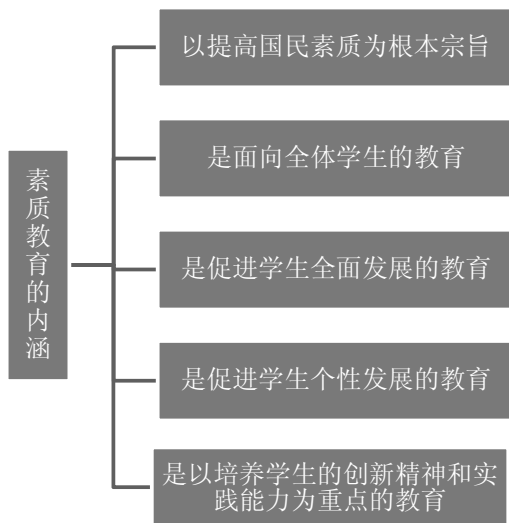 素质教育的内涵
以提高国民素质为根本宗旨
是面向全体学生的教育
是促进学生全面发展的教育
是促进学生个性发展的教育
是以培养学生的创新精神和实
践能力为重点的教育